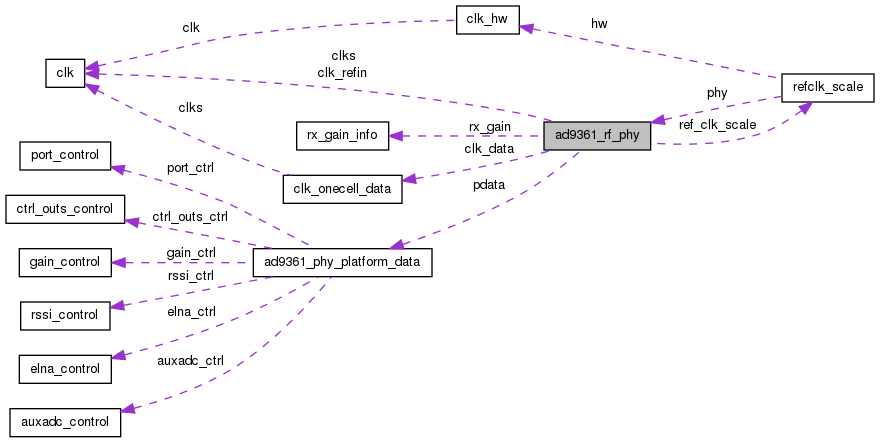 clk_hw
clk
hw
clks
clk_refin
clk
refclk_scale
phy
clks
rx_gain
rx_gain_info
ad9361_rf_phy
ref_clk_scale
port_control
clk_data
port_ctrl
clk_onecell_data
pdata
ctrl_outs_control
ctrl_outs_ctrl
gain_ctrl
gain_control
ad9361_phy_platform_data
rssi_ctrl
rssi_control
elna_ctrl
auxadc_ctrl
elna_control
auxadc_control